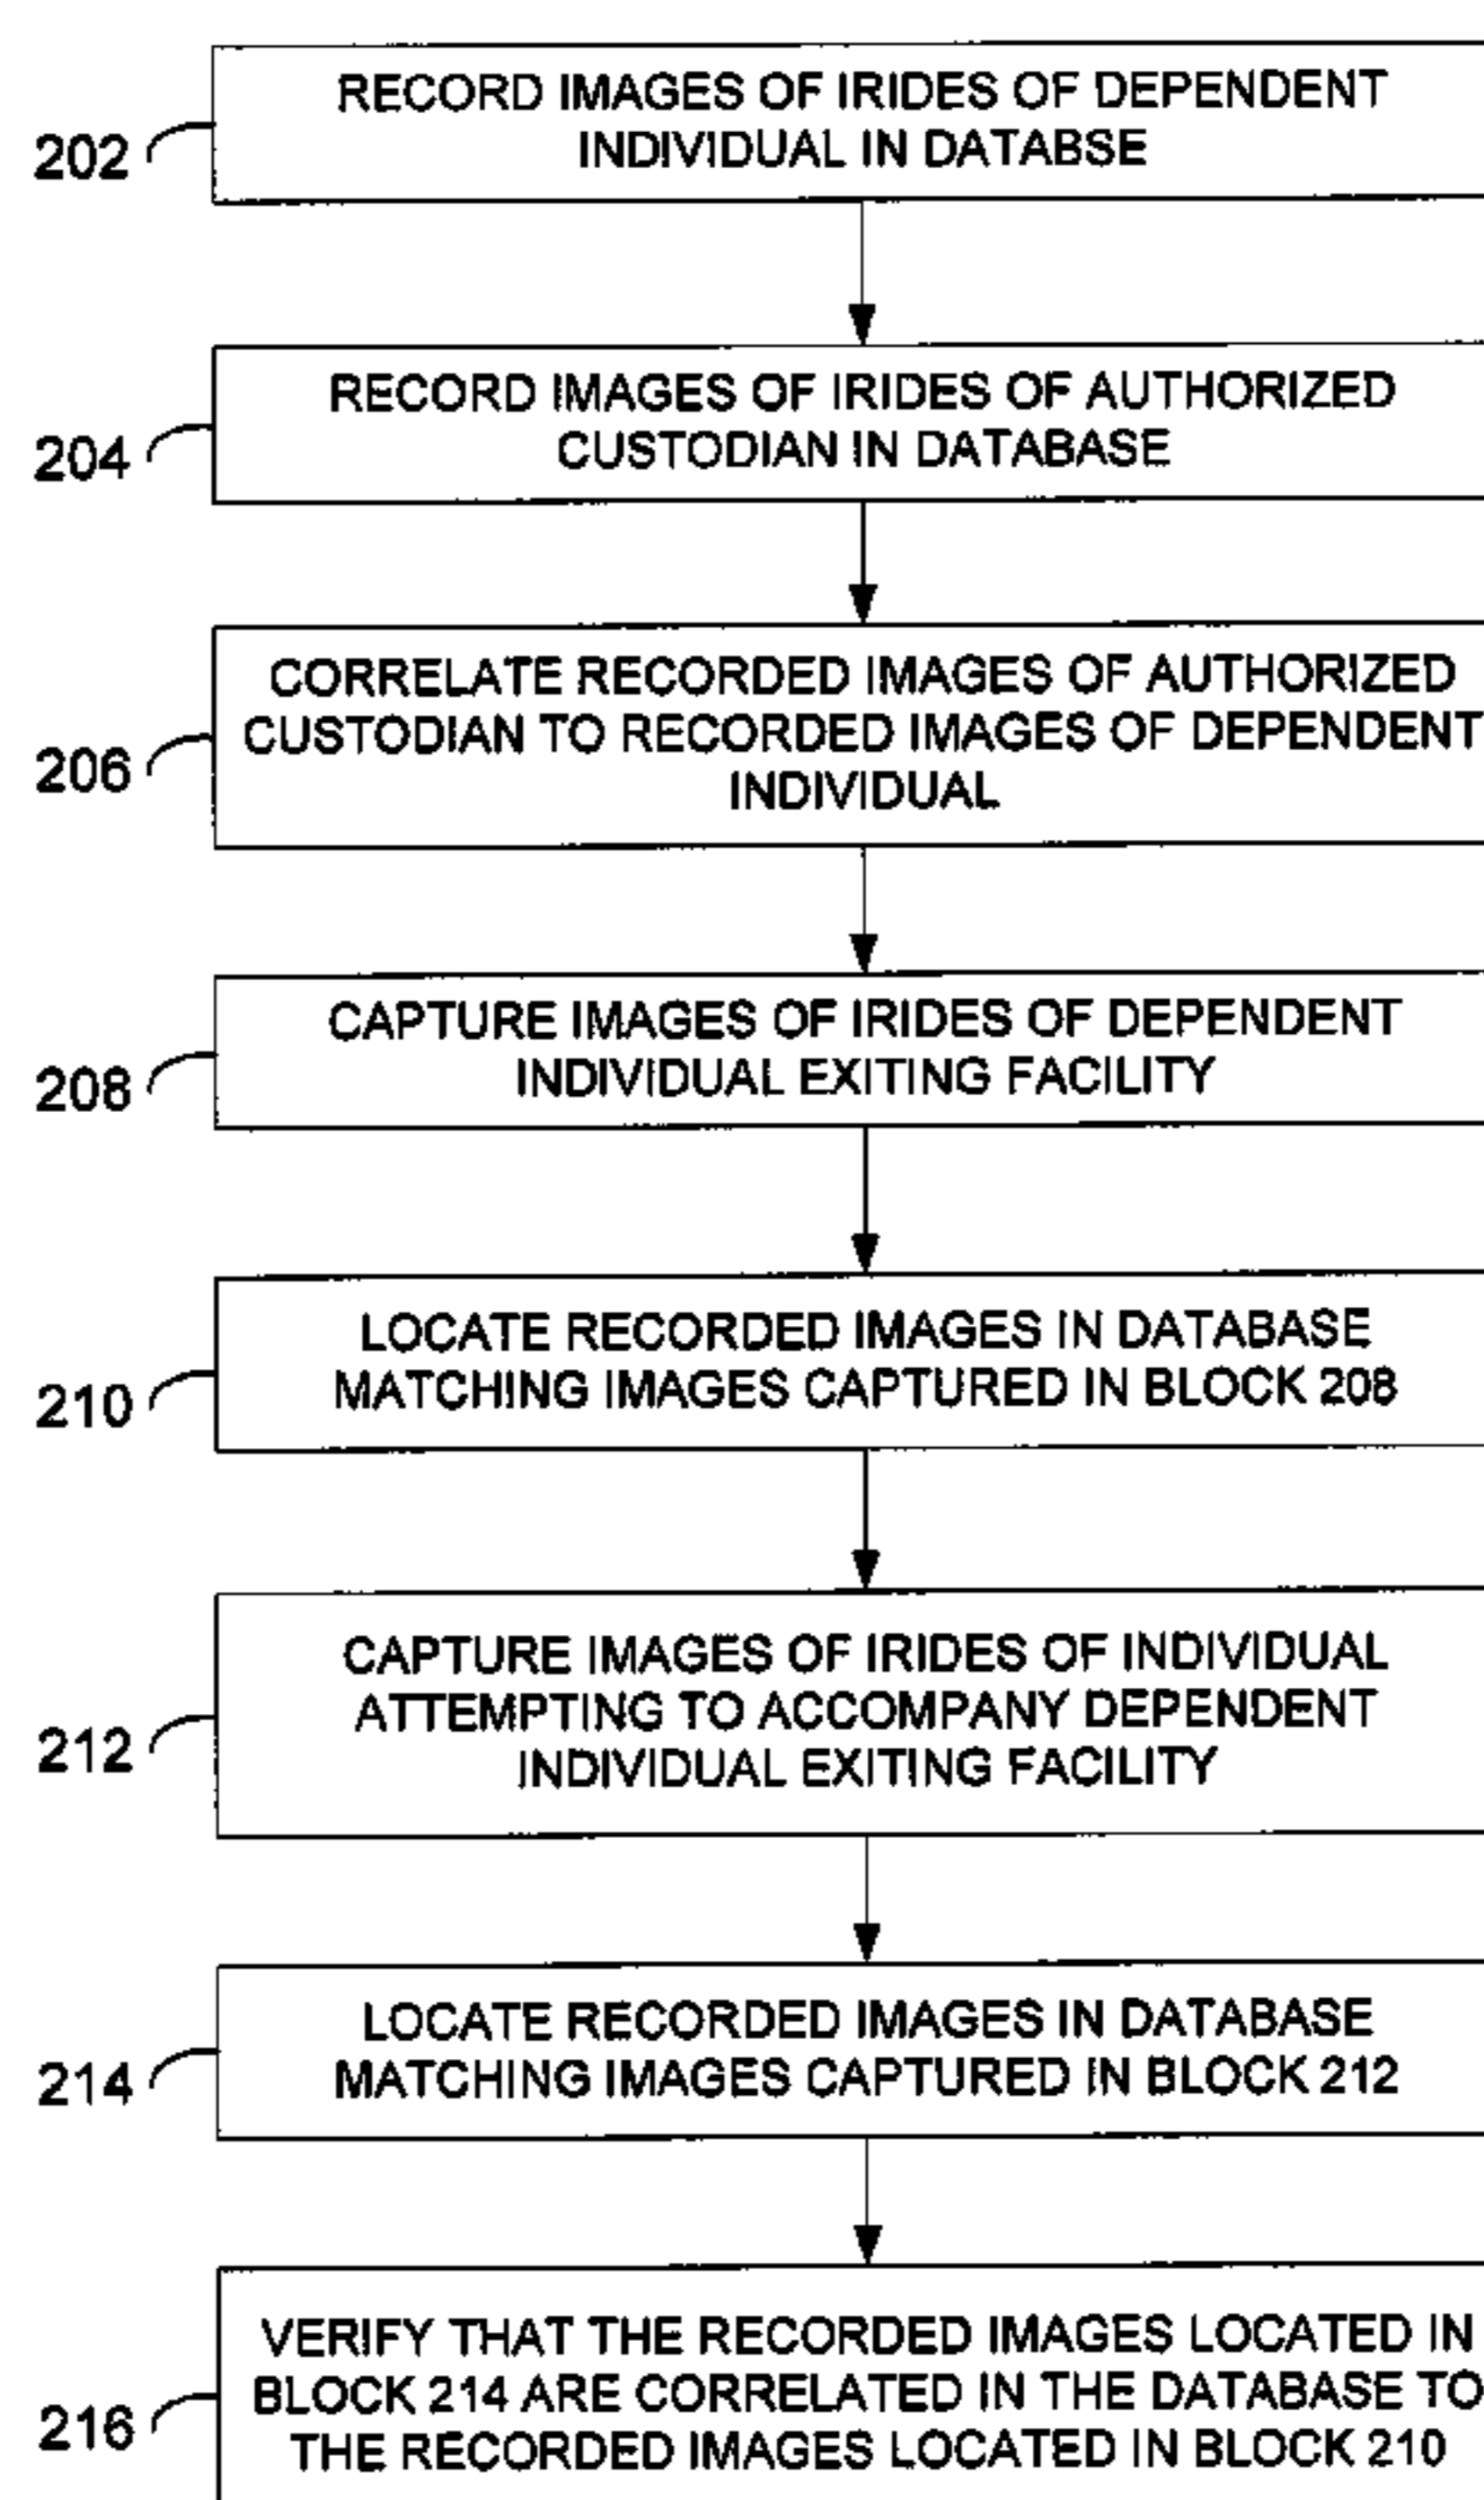 RECORD IMAGES OF IRIDES OF DEPENDENT
INDIVIDUAL IN DATABSE
202
RECORD IMAGES OF IRIDES OF AUTHORIZED
CUSTODIAN IN DATABASE
204
CORRELATE RECORDED IMAGES OF AUTHORIZED
CUSTODIAN TO RECORDED IMAGES OF DEPENDENT
INDIVIDUAL
206
CAPTURE IMAGES OF IRIDES OF DEPENDENT
INDIVIDUAL EXITING FACILITY
208
LOCATE RECORDED IMAGES IN DATABASE
MATCHING IMAGES CAPTURED IN BLOCK 208
210
CAPTURE IMAGES OF IRIDES OF INDIVIDUAL
ATTEMPTING TO ACCOMPANY DEPENDENT
INDIVIDUAL EXITING FACILITY
212
LOCATE RECORDED IMAGES IN DATABASE
MATCHING IMAGES CAPTURED IN BLOCK 212
214
VERIFY THAT THE RECORDED IMAGES LOCATED IN
BLOCK 214 ARE CORRELATED IN THE DATABASE TO
THE RECORDED IMAGES LOCATED IN BLOCK 210
216